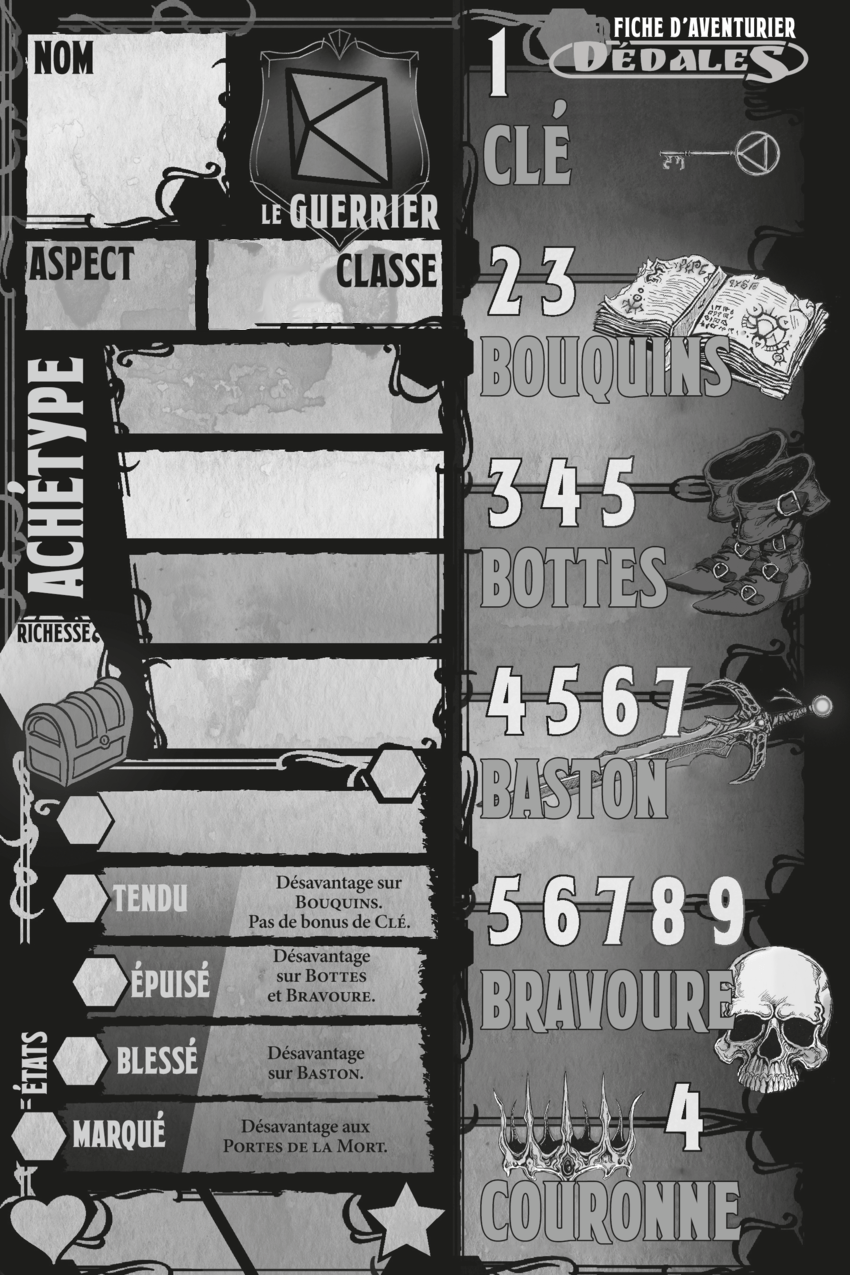 NOM
LE GUERRIER
ASPECT
CLASSE
ACHÉTYPE
RICHESSE
TENDU
Désavantage sur
BOUQUINS.
Pas de bonus de CLÉ.
ÉPUISÉ
Désavantage
sur BOTTES
et BRAVOURE.
ÉTATS
BLESSÉ
Désavantage
sur BASTON.
MARQUÉ
Désavantage aux
PORTES DE LA MORT.
FICHE D'AVENTURIER
DÉDALES
1
CLÉ
2 3
BOUQUINS
3 4 5
BOTTES
4 5 6 7
BASTON
5 6 7 8 9
BRAVOURE
4
COURONNE